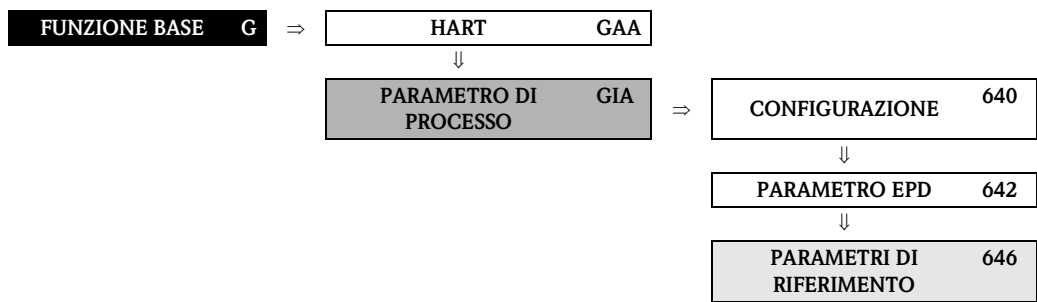 FUNZIONE BASE G ⇒ HART GAA
⇓
PARAMETRO DI GIA ⇒ CONFIGURAZIONE 640
PROCESSO
⇓
PARAMETRO EPD 642
⇓
PARAMETRI DI 646
RIFERIMENTO